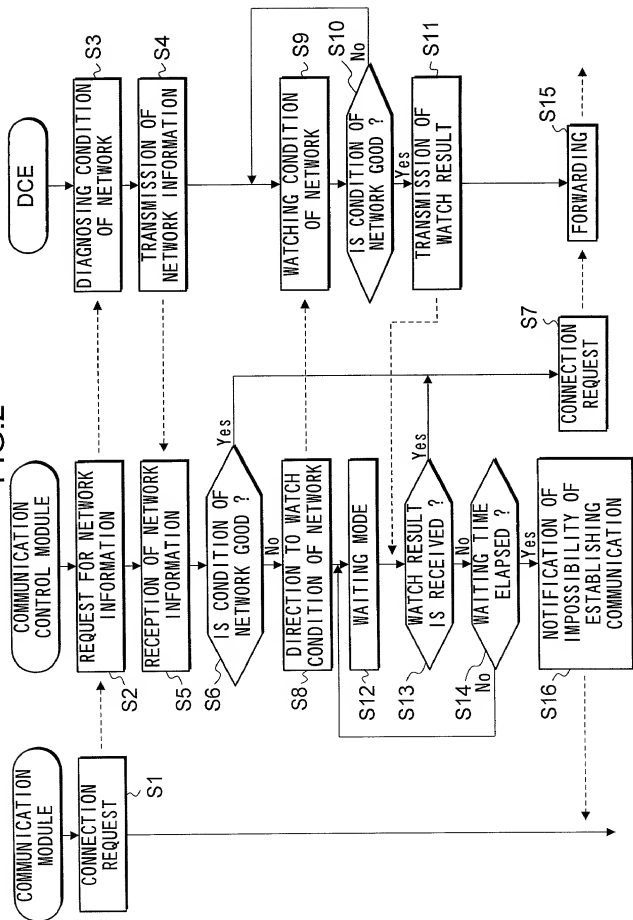 FIG.2
COMMUNICATION
MODULE
CONNECTION
REQUEST
S1
COMMUNICATION
CONTROL MODULE
REQUEST FOR NETWORK
INFORMATION
S2
RECEPTION OF NETWORK
INFORMATION
S5
IS CONDITION OF
NETWORK GOOD ?
S6
Yes
No
DIRECTION TO WATCH
CONDITION OF NETWORK
S8
WAITING MODE
S12
WATCH RESULT
IS RECEIVED ?
S13
Yes
No
WAITING TIME
ELAPSED ?
S14
No
Yes
NOTIFICATION OF
IMPOSSIBILITY OF
ESTABLISHING
COMMUNICATION
S16
CONNECTION
REQUEST
S7
DCE
DIAGNOSING CONDITION
OF NETWORK
S3
TRANSMISSION OF
NETWORK INFORMATION
S4
WATCHING CONDITION
OF NETWORK
S9
IS CONDITION OF
NETWORK GOOD ?
S10
No
Yes
TRANSMISSION OF
WATCH RESULT
S11
FORWARDING
S15